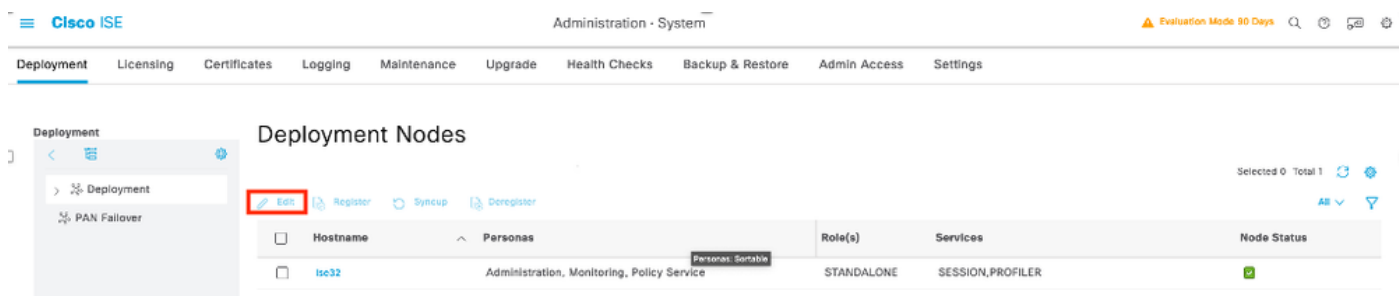 Cisco ISE
Administration · System
Evaluation Mode 90 Days
Deployment Licensing Certificates Logging Maintenance Upgrade Health Checks Backup & Restore Admin Access Settings
Deployment
Deployment
PAN Failover
Deployment Nodes
Selected 0 Total 1
Edit Register Syncup Deregister
All
Hostname Personas Role(s) Services Node Status
Personas: Sortable
ise32 Administration, Monitoring, Policy Service STANDALONE SESSION,PROFILER